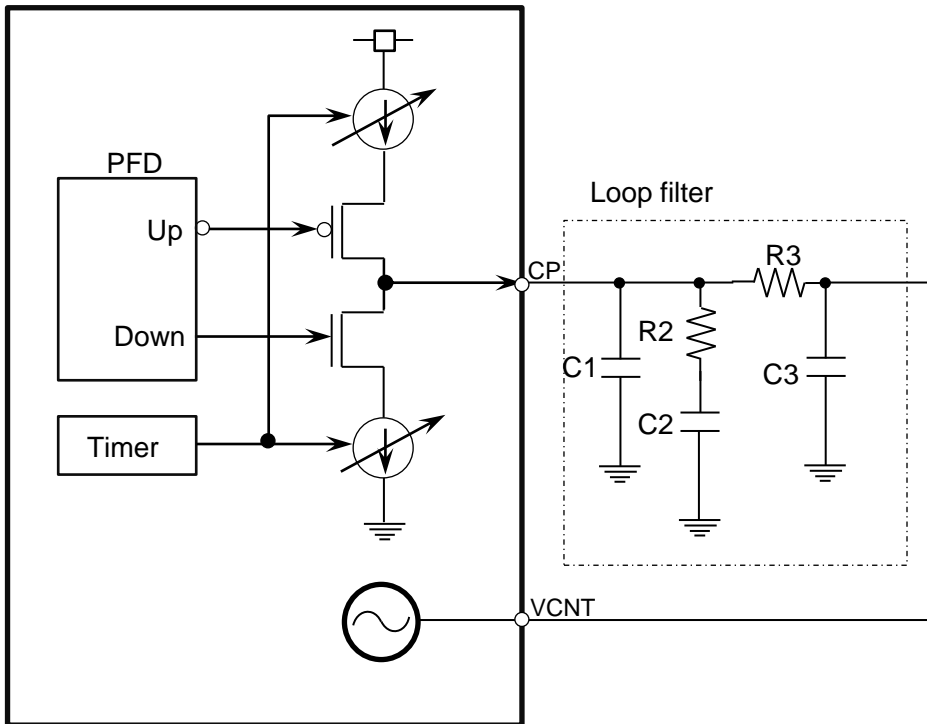 PFD
Up
Down
Timer
Loop filter
CP
R3
R2
C1
C2
C3
VCNT